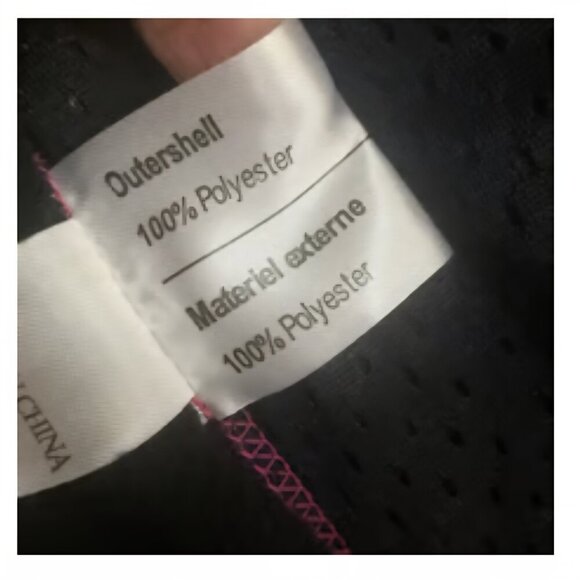 Outershell
100% Polyester
Materiel externe
100% Polyester
CHINA